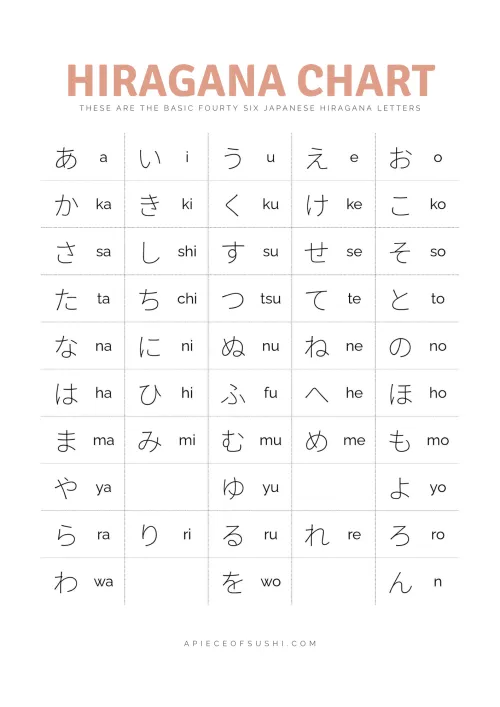 HIRAGANA CHART
THESE ARE THE BASIC FOURTY SIX JAPANESE HIRAGANA LETTERS
あ a い i う u え e お o
か ka き ki く ku け ke こ ko
さ sa し shi す su せ se そ so
た ta ち chi つ tsu て te と to
な na に ni ぬ nu ね ne の no
は ha ひ hi ふ fu へ he ほ ho
ま ma み mi む mu め me も mo
や ya ゆ yu よ yo
ら ra り ri る ru れ re ろ ro
わ wa を wo ん n
APIECEOFSUSHI.COM